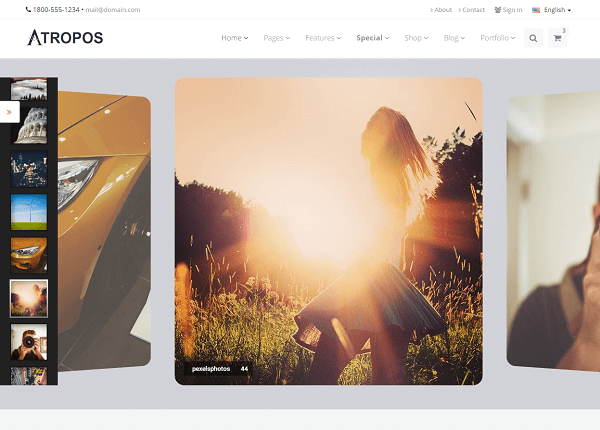 1800-555-1234 • mail@domain.com
About Contact Sign In English
ATROPOS
Home Pages Features Special Shop Blog Portfolio 3
pexelsphotos 44